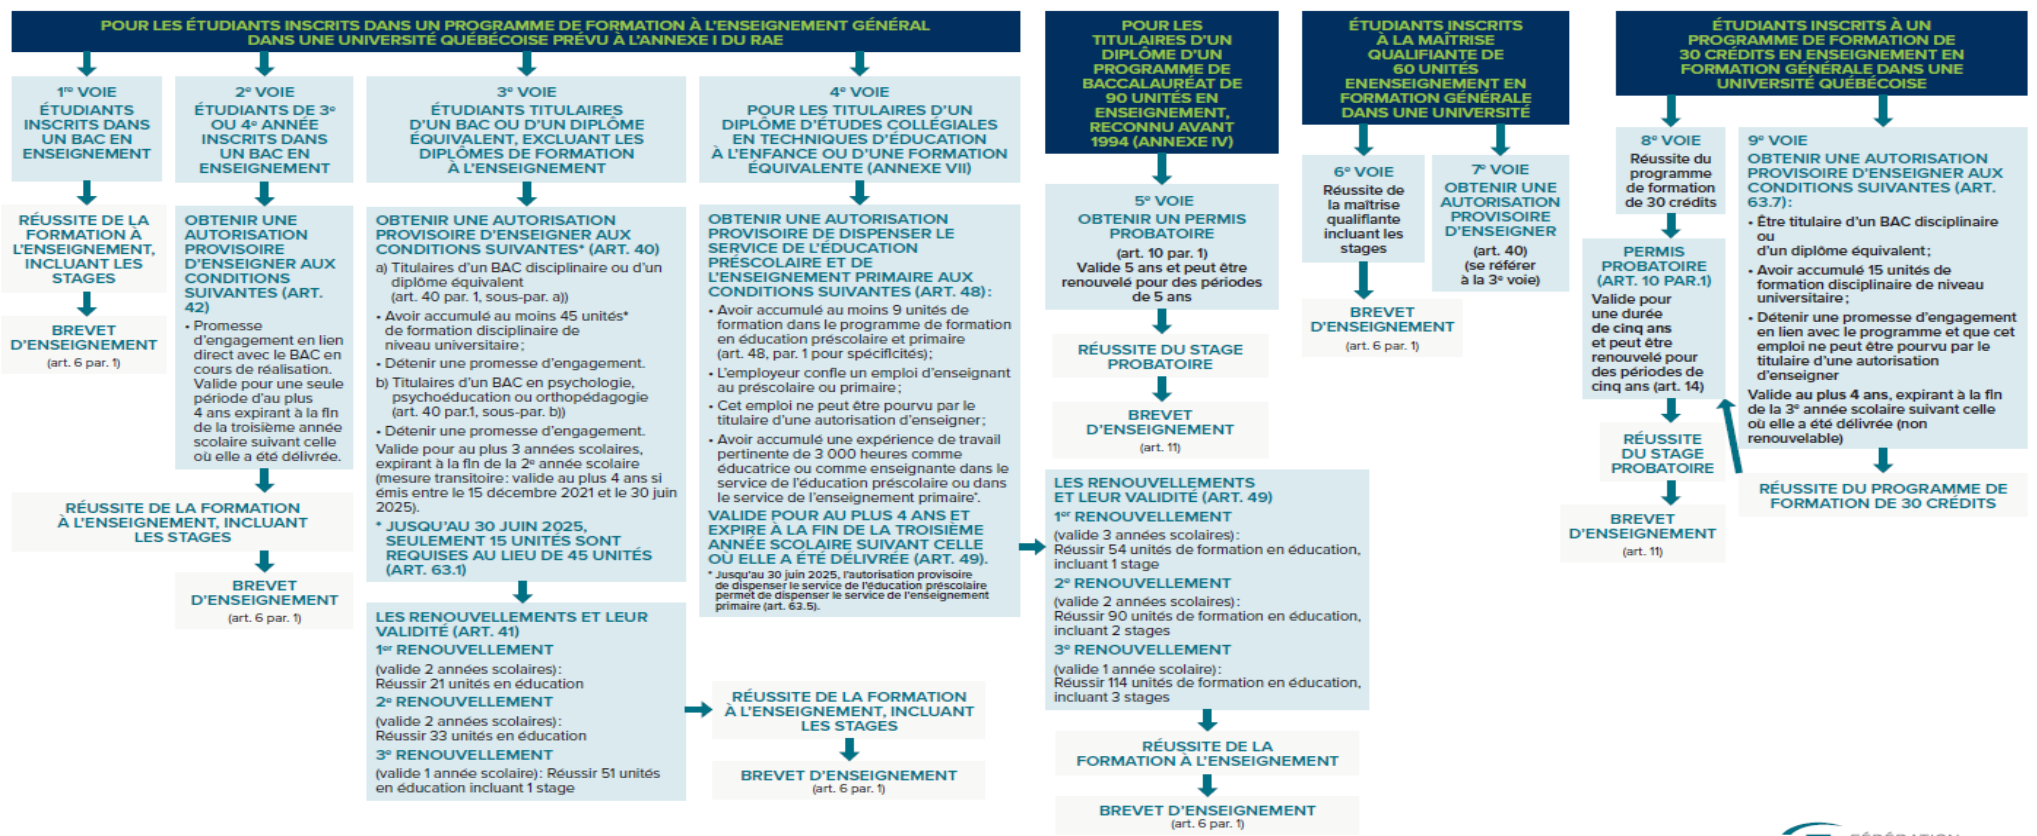 POUR LES ÉTUDIANTS INSCRITS DANS UN PROGRAMME DE FORMATION À L'ENSEIGNEMENT GÉNÉRAL
DANS UNE UNIVERSITÉ QUÉBÉCOISE PRÉVU À L'ANNEXE I DU RAE
1re VOIE
ÉTUDIANTS
INSCRITS DANS
UN BAC EN
ENSEIGNEMENT
RÉUSSITE DE LA
FORMATION À
L'ENSEIGNEMENT,
INCLUANT LES
STAGES
BREVET
D'ENSEIGNEMENT
(art. 6 par. 1)
2e VOIE
ÉTUDIANTS DE 3e
OU 4e ANNÉE
INSCRITS DANS
UN BAC EN
ENSEIGNEMENT
OBTENIR UNE
AUTORISATION
PROVISOIRE
D'ENSEIGNER AUX
CONDITIONS
SUIVANTES (ART.
42)
• Promesse
d'engagement en lien
direct avec le BAC en
cours de réalisation.
Valide pour une seule
période d'au plus
4 ans expirant à la fin
de la troisième année
scolaire suivant celle
où elle a été délivrée.
RÉUSSITE DE LA FORMATION
À L'ENSEIGNEMENT, INCLUANT
LES STAGES
BREVET
D'ENSEIGNEMENT
(art. 6 par. 1)
3e VOIE
ÉTUDIANTS TITULAIRES
D'UN BAC OU D'UN DIPLÔME
ÉQUIVALENT, EXCLUANT LES
DIPLÔMES DE FORMATION
À L'ENSEIGNEMENT
OBTENIR UNE AUTORISATION
PROVISOIRE D'ENSEIGNER AUX
CONDITIONS SUIVANTES* (ART. 40)
a) Titulaires d'un BAC disciplinaire ou d'un
diplôme équivalent
(art. 40 par. 1, sous-par. a))
• Avoir accumulé au moins 45 unités*
de formation disciplinaire de
niveau universitaire;
• Détenir une promesse d'engagement.
b) Titulaires d'un BAC en psychologie,
psychoéducation ou orthopédagogie
(art. 40 par.1, sous-par. b))
• Détenir une promesse d'engagement.
Valide pour au plus 3 années scolaires,
expirant à la fin de la 2e année scolaire
(mesure transitoire: valide au plus 4 ans si
émis entre le 15 décembre 2021 et le 30 juin
2025).
* JUSQU'AU 30 JUIN 2025,
SEULEMENT 15 UNITÉS SONT
REQUISES AU LIEU DE 45 UNITÉS
(ART. 63.1)
LES RENOUVELLEMENTS ET LEUR
VALIDITÉ (ART. 41)
1er RENOUVELLEMENT
(valide 2 années scolaires):
Réussir 21 unités en éducation
2e RENOUVELLEMENT
(valide 2 années scolaires):
Réussir 33 unités en éducation
3e RENOUVELLEMENT
(valide 1 année scolaire): Réussir 51 unités
en éducation incluant 1 stage
RÉUSSITE DE LA FORMATION
À L'ENSEIGNEMENT, INCLUANT
LES STAGES
BREVET D'ENSEIGNEMENT
(art. 6 par. 1)
4e VOIE
POUR LES TITULAIRES D'UN
DIPLÔME D'ÉTUDES COLLÉGIALES
EN TECHNIQUES D'ÉDUCATION
À L'ENFANCE OU D'UNE FORMATION
ÉQUIVALENTE (ANNEXE VII)
OBTENIR UNE AUTORISATION
PROVISOIRE DE DISPENSER LE
SERVICE DE L'ÉDUCATION
PRÉSCOLAIRE ET DE
L'ENSEIGNEMENT PRIMAIRE AUX
CONDITIONS SUIVANTES (ART. 48):
• Avoir accumulé au moins 9 unités de
formation dans le programme de formation
en éducation préscolaire et primaire
(art. 48, par. 1 pour spécificités);
• L'employeur confie un emploi d'enseignant
au préscolaire ou primaire;
• Cet emploi ne peut être pourvu par le
titulaire d'une autorisation d'enseigner;
• Avoir accumulé une expérience de travail
pertinente de 3 000 heures comme
éducatrice ou comme enseignante dans le
service de l'éducation préscolaire ou dans
le service de l'enseignement primaire*.
VALIDE POUR AU PLUS 4 ANS ET
EXPIRE À LA FIN DE LA TROISIÈME
ANNÉE SCOLAIRE SUIVANT CELLE
OÙ ELLE A ÉTÉ DÉLIVRÉE (ART. 49).
* Jusqu'au 30 juin 2025, l'autorisation provisoire
de dispenser le service de l'éducation préscolaire
permet de dispenser le service de l'enseignement
primaire (art. 63.5).
LES RENOUVELLEMENTS
ET LEUR VALIDITÉ (ART. 49)
1er RENOUVELLEMENT
(valide 3 années scolaires):
Réussir 54 unités de formation en éducation,
incluant 1 stage
2e RENOUVELLEMENT
(valide 2 années scolaires):
Réussir 90 unités de formation en éducation,
incluant 2 stages
3e RENOUVELLEMENT
(valide 1 année scolaire):
Réussir 114 unités de formation en éducation,
incluant 3 stages
RÉUSSITE DE LA
FORMATION À L'ENSEIGNEMENT
BREVET D'ENSEIGNEMENT
(art. 6 par. 1)
POUR LES
TITULAIRES D'UN
DIPLÔME D'UN
PROGRAMME DE
BACCALAURÉAT DE
90 UNITÉS EN
ENSEIGNEMENT,
RECONNU AVANT
1994 (ANNEXE IV)
5e VOIE
OBTENIR UN PERMIS
PROBATOIRE
(art. 10 par. 1)
Valide 5 ans et peut être
renouvelé pour des périodes
de 5 ans
RÉUSSITE DU STAGE
PROBATOIRE
BREVET
D'ENSEIGNEMENT
(art. 11)
ÉTUDIANTS INSCRITS
À LA MAÎTRISE
QUALIFIANTE DE
60 UNITÉS
ENENSEIGNEMENT EN
FORMATION GÉNÉRALE
DANS UNE UNIVERSITÉ
6e VOIE
Réussite de
la maîtrise
qualifiante
incluant les
stages
BREVET
D'ENSEIGNEMENT
(art. 6 par. 1)
7e VOIE
OBTENIR UNE
AUTORISATION
PROVISOIRE
D'ENSEIGNER
(art. 40)
(se référer
à la 3e voie)
ÉTUDIANTS INSCRITS À UN
PROGRAMME DE FORMATION DE
30 CRÉDITS EN ENSEIGNEMENT EN
FORMATION GÉNÉRALE DANS UNE
UNIVERSITÉ QUÉBÉCOISE
8e VOIE
Réussite du
programme
de formation
de 30 crédits
PERMIS
PROBATOIRE
(ART. 10 PAR.1)
Valide pour
une durée
de cinq ans
et peut être
renouvelé pour
des périodes de
cinq ans (art. 14)
RÉUSSITE
DU STAGE
PROBATOIRE
BREVET
D'ENSEIGNEMENT
(art. 11)
9e VOIE
OBTENIR UNE AUTORISATION
PROVISOIRE D'ENSEIGNER AUX
CONDITIONS SUIVANTES (ART.
63.7):
• Être titulaire d'un BAC disciplinaire
ou
d'un diplôme équivalent;
• Avoir accumulé 15 unités de
formation disciplinaire de niveau
universitaire;
• Détenir une promesse d'engagement
en lien avec le programme et que cet
emploi ne peut être pourvu par le
titulaire d'une autorisation
d'enseigner
Valide au plus 4 ans, expirant à la fin
de la 3e année scolaire suivant celle
où elle a été délivrée (non
renouvelable)
RÉUSSITE DU PROGRAMME DE
FORMATION DE 30 CRÉDITS